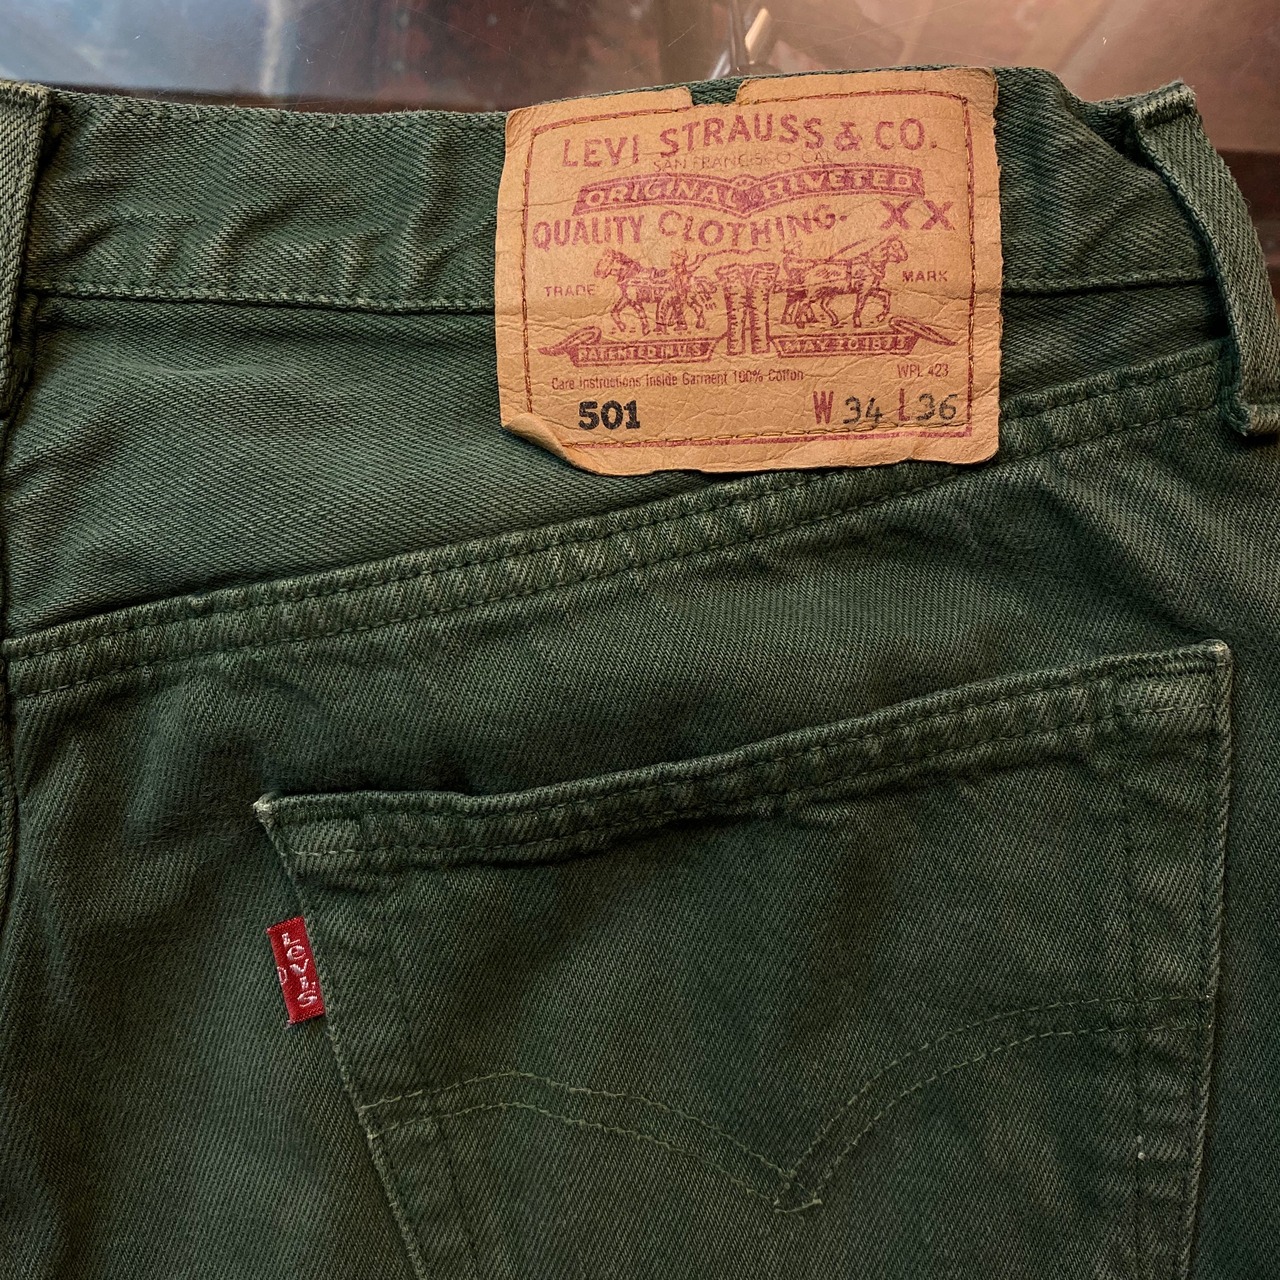 LEVI STRAUSS & CO.
SAN FRANCISCO CAL
ORIGINAL RIVETED
QUALITY CLOTHING. XX
TRADE MARK
PATENTED IN U.S MAY 20 1873
Care Instructions Inside Garment 100% Cotton WPL 423
501 W 34 L 36
LEVI'S